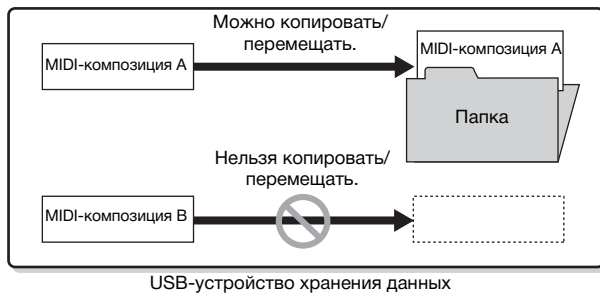 Можно копировать/
перемещать.
MIDI-композиция A
MIDI-композиция A
Папка
Нельзя копировать/
перемещать.
MIDI-композиция B
USB-устройство хранения данных